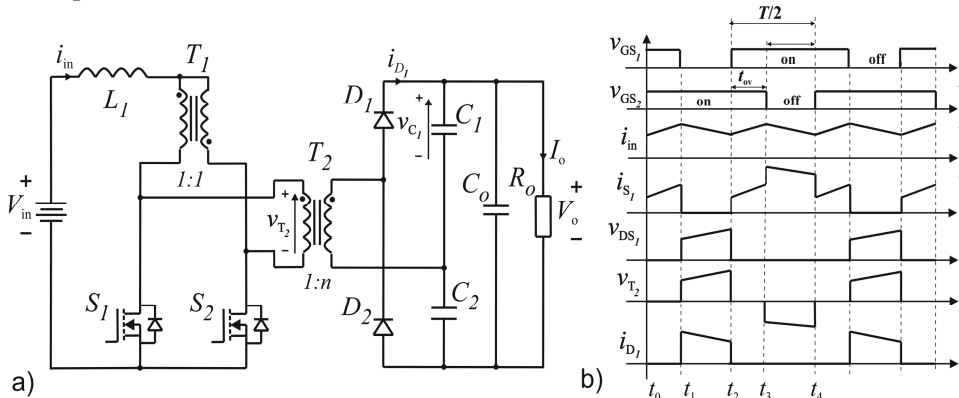 i_in
T_1
L_1
1:1
V_in
+
−
S_1
S_2
T_2
v_T2
+
−
1:n
D_1
D_2
i_D1
+
v_C1
−
C_1
C_2
C_o
I_o
R_o
+
V_o
−
a)
T/2
v_GS1
on
off
t_ov
v_GS2
on
off
i_in
i_S1
v_DS1
v_T2
i_D1
b)
t_0
t_1
t_2
t_3
t_4